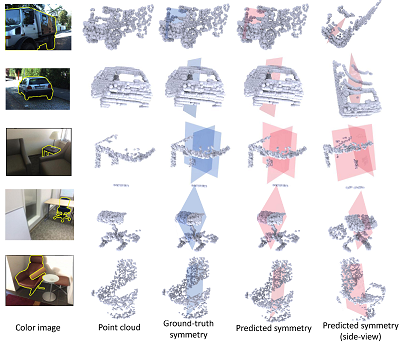 Color image
Point cloud
Ground-truth
symmetry
Predicted symmetry
Predicted symmetry
(side-view)